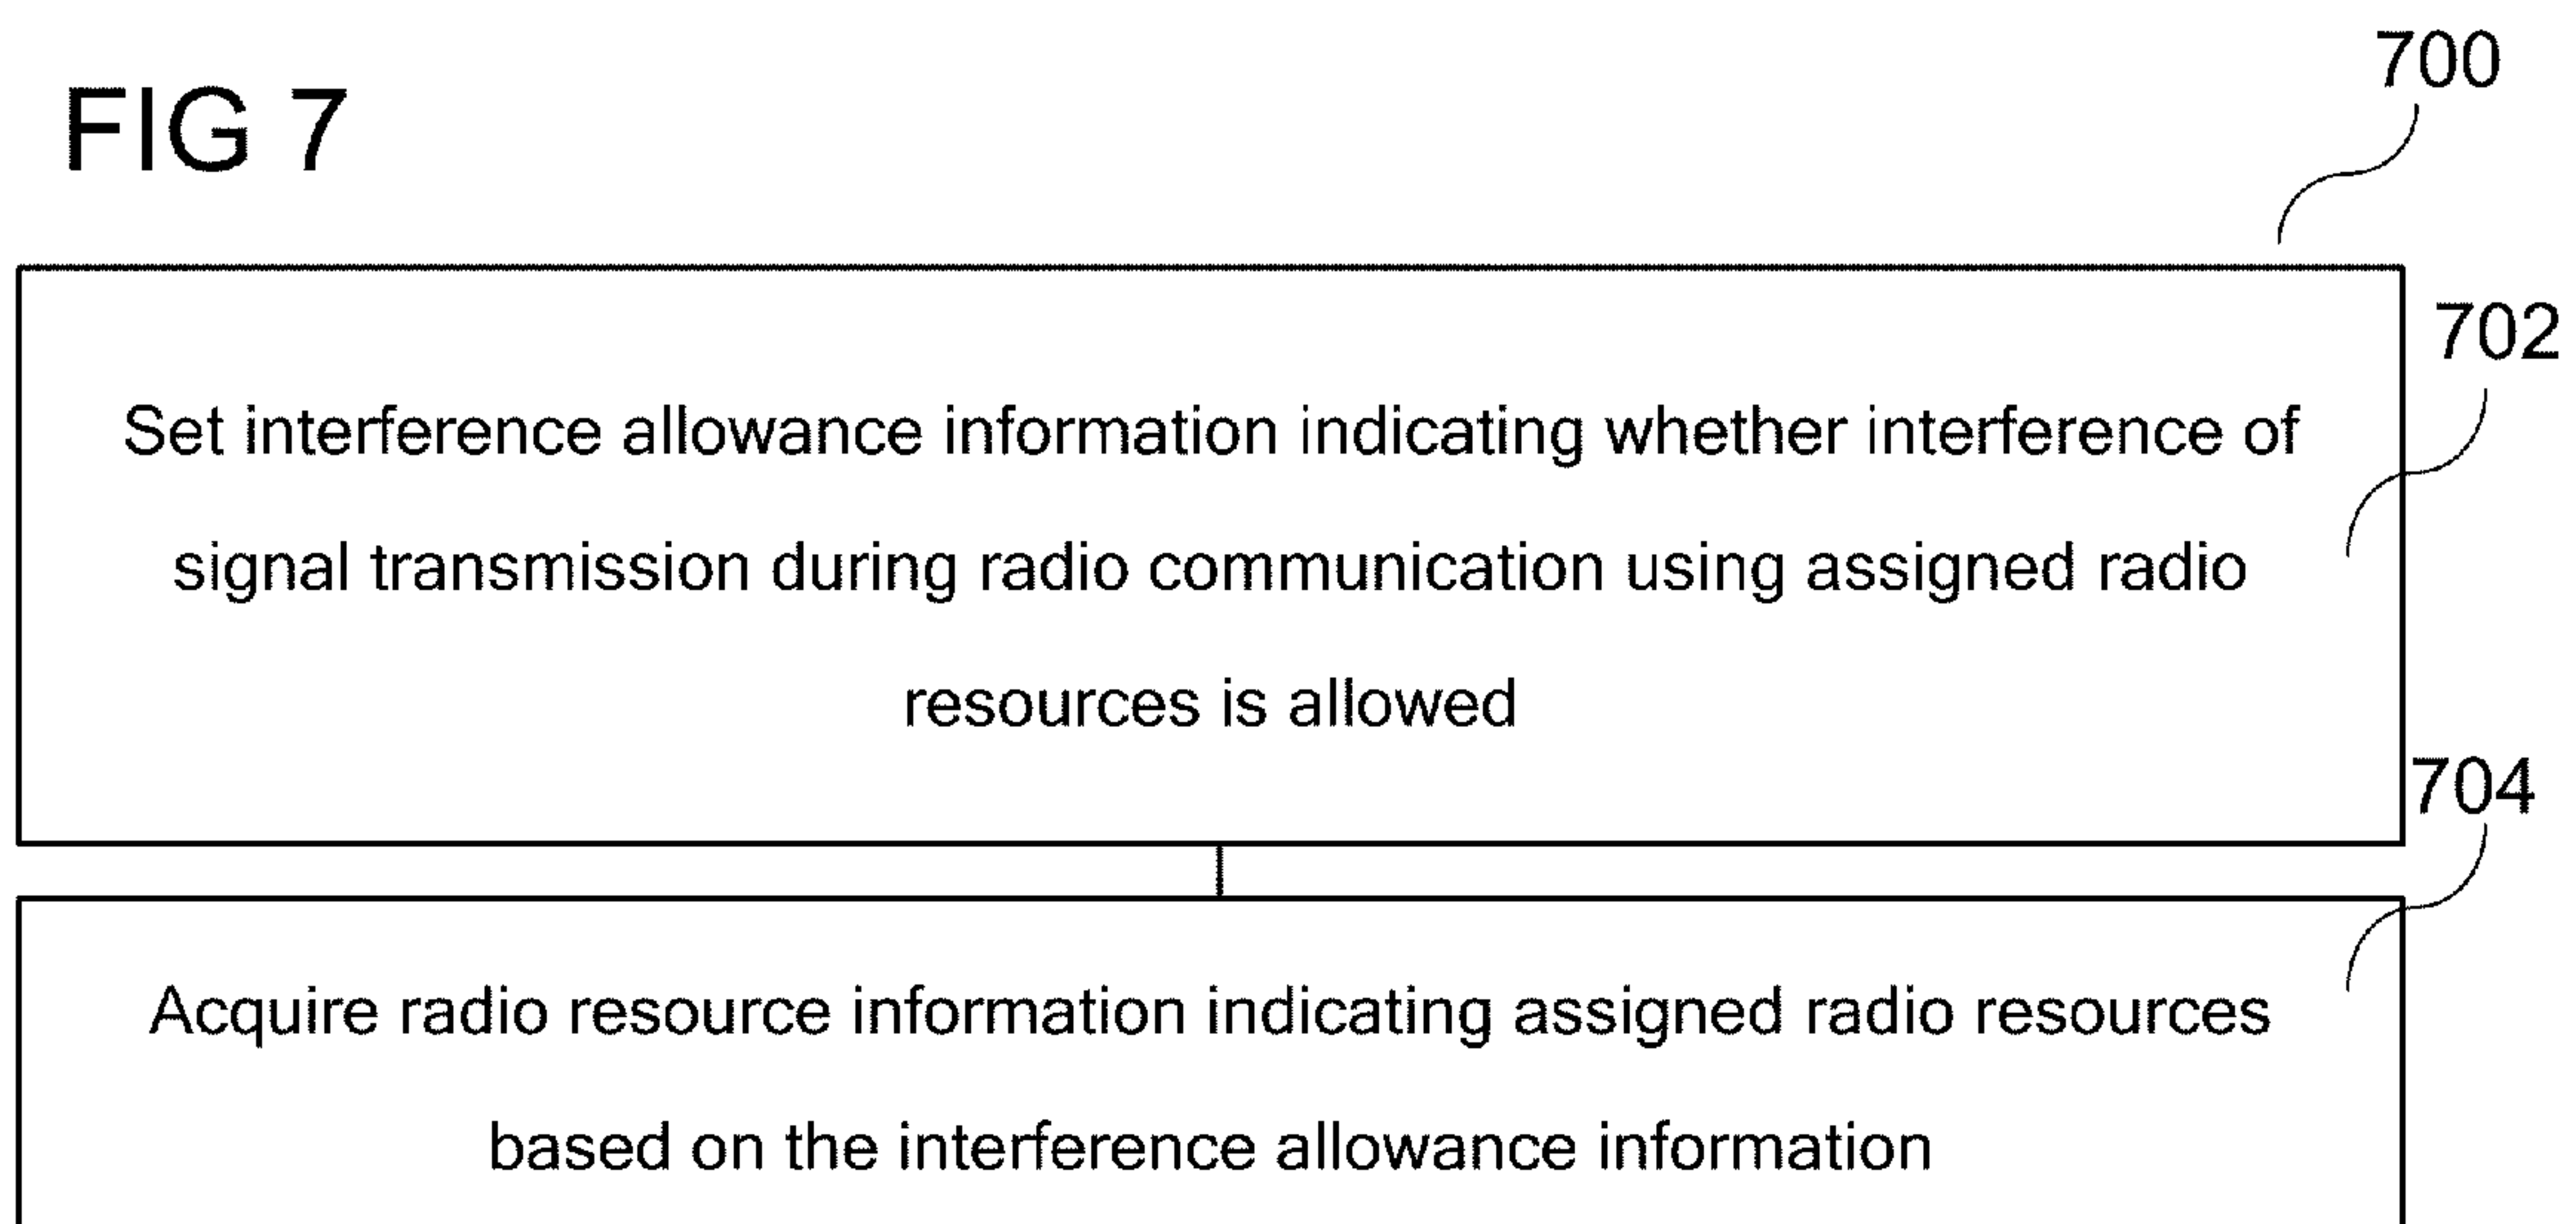 700
FIG 7
702
Set interference allowance information indicating whether interference of
signal transmission during radio communication using assigned radio
resources is allowed
704
Acquire radio resource information indicating assigned radio resources
based on the interference allowance information